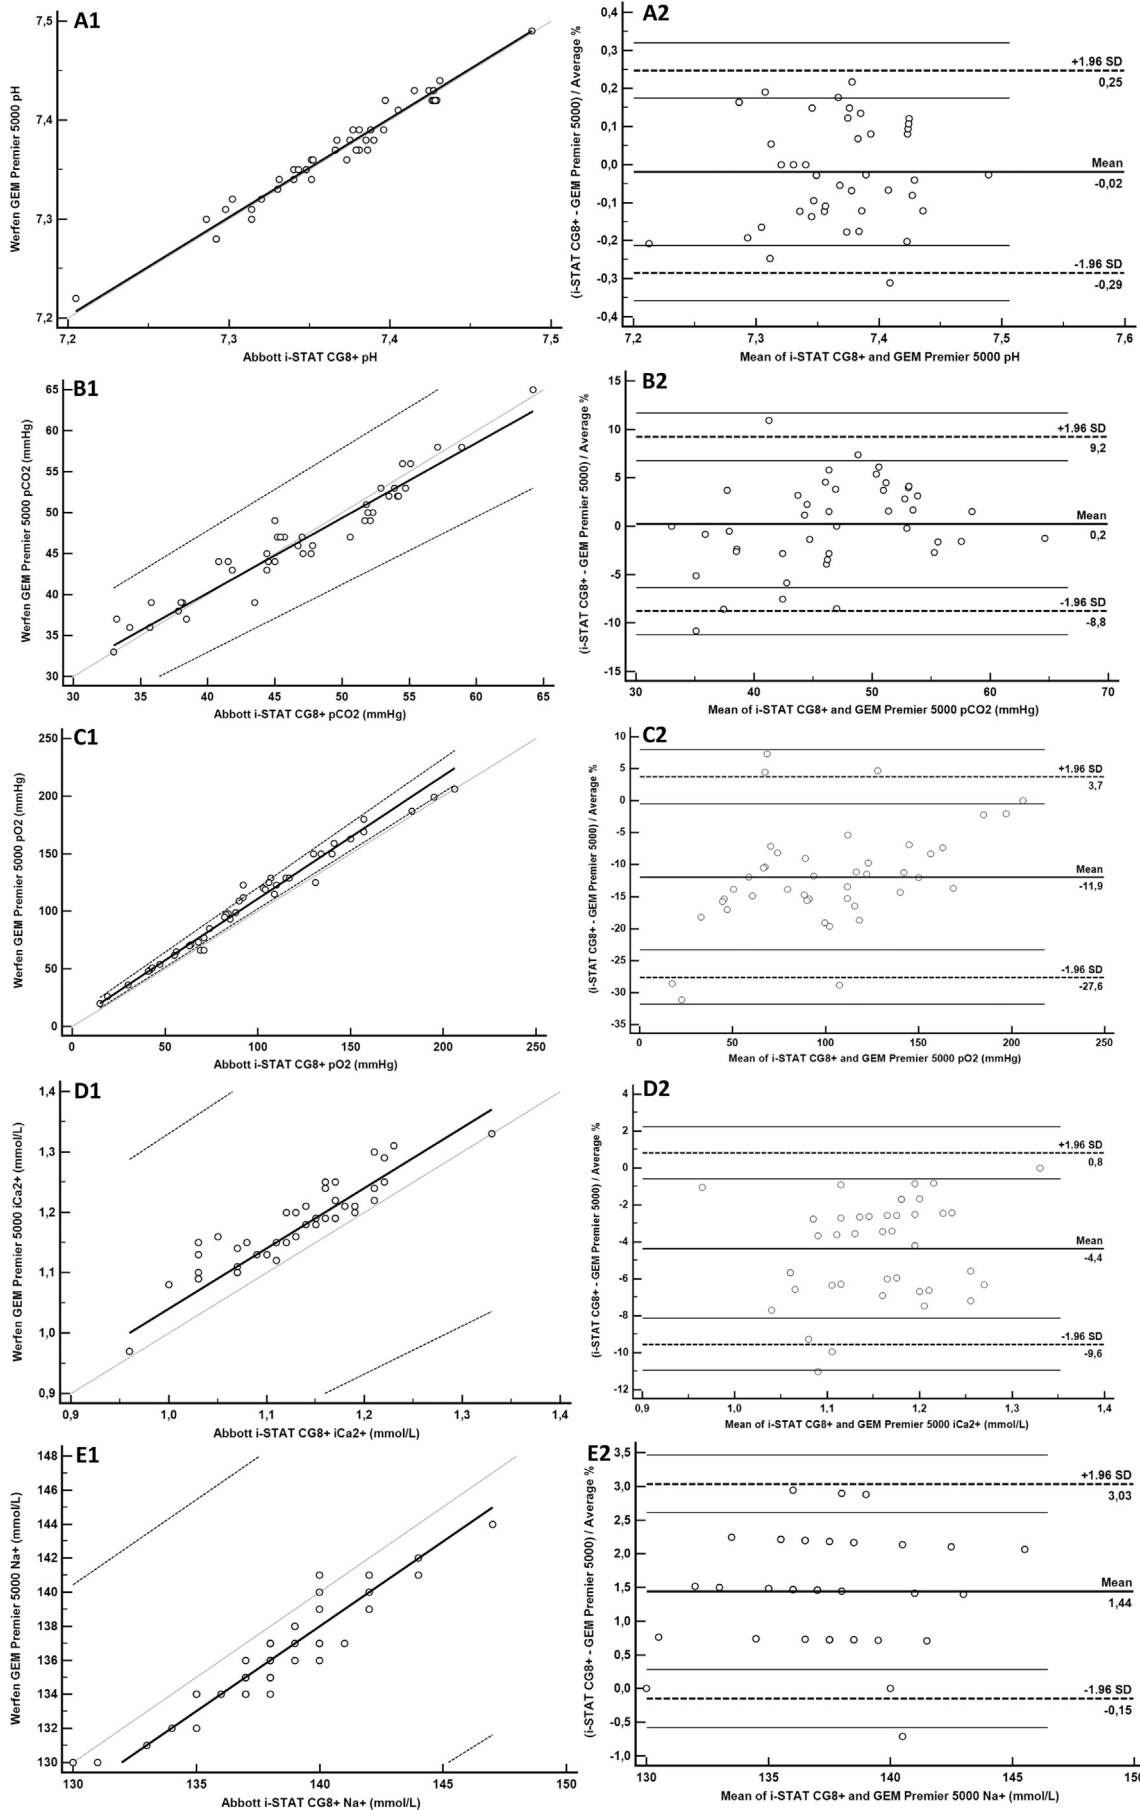 A1
7,5
7,4
7,3
7,2
Werfen GEM Premier 5000 pH
7,2 7,3 7,4 7,5
Abbott i-STAT CG8+ pH
A2
0,4
0,3
0,2
0,1
0,0
-0,1
-0,2
-0,3
-0,4
(i-STAT CG8+ - GEM Premier 5000) / Average %
+1.96 SD
0,25
Mean
-0,02
-1.96 SD
-0,29
7,2 7,3 7,4 7,5 7,6
Mean of i-STAT CG8+ and GEM Premier 5000 pH
B1
65
60
55
50
45
40
35
30
Werfen GEM Premier 5000 pCO2 (mmHg)
30 35 40 45 50 55 60 65
Abbott i-STAT CG8+ pCO2 (mmHg)
B2
15
10
5
0
-5
-10
-15
(i-STAT CG8+ - GEM Premier 5000) / Average %
+1.96 SD
9,2
Mean
0,2
-1.96 SD
-8,8
30 40 50 60 70
Mean of i-STAT CG8+ and GEM Premier 5000 pCO2 (mmHg)
C1
250
200
150
100
50
0
Werfen GEM Premier 5000 pO2 (mmHg)
0 50 100 150 200 250
Abbott i-STAT CG8+ pO2 (mmHg)
C2
10
5
0
-5
-10
-15
-20
-25
-30
-35
(i-STAT CG8+ - GEM Premier 5000) / Average %
+1.96 SD
3,7
Mean
-11,9
-1.96 SD
-27,6
0 50 100 150 200 250
Mean of i-STAT CG8+ and GEM Premier 5000 pO2 (mmHg)
D1
1,4
1,3
1,2
1,1
1,0
0,9
Werfen GEM Premier 5000 iCa2+ (mmol/L)
0,9 1,0 1,1 1,2 1,3 1,4
Abbott i-STAT CG8+ iCa2+ (mmol/L)
D2
4
2
0
-2
-4
-6
-8
-10
-12
(i-STAT CG8+ - GEM Premier 5000) / Average %
+1.96 SD
0,8
Mean
-4,4
-1.96 SD
-9,6
0,9 1,0 1,1 1,2 1,3 1,4
Mean of i-STAT CG8+ and GEM Premier 5000 iCa2+ (mmol/L)
E1
148
146
144
142
140
138
136
134
132
130
Werfen GEM Premier 5000 Na+ (mmol/L)
130 135 140 145 150
Abbott i-STAT CG8+ Na+ (mmol/L)
E2
3,5
3,0
2,5
2,0
1,5
1,0
0,5
0,0
-0,5
-1,0
(i-STAT CG8+ - GEM Premier 5000) / Average %
+1.96 SD
3,03
Mean
1,44
-1.96 SD
-0,15
130 135 140 145 150
Mean of i-STAT CG8+ and GEM Premier 5000 Na+ (mmol/L)